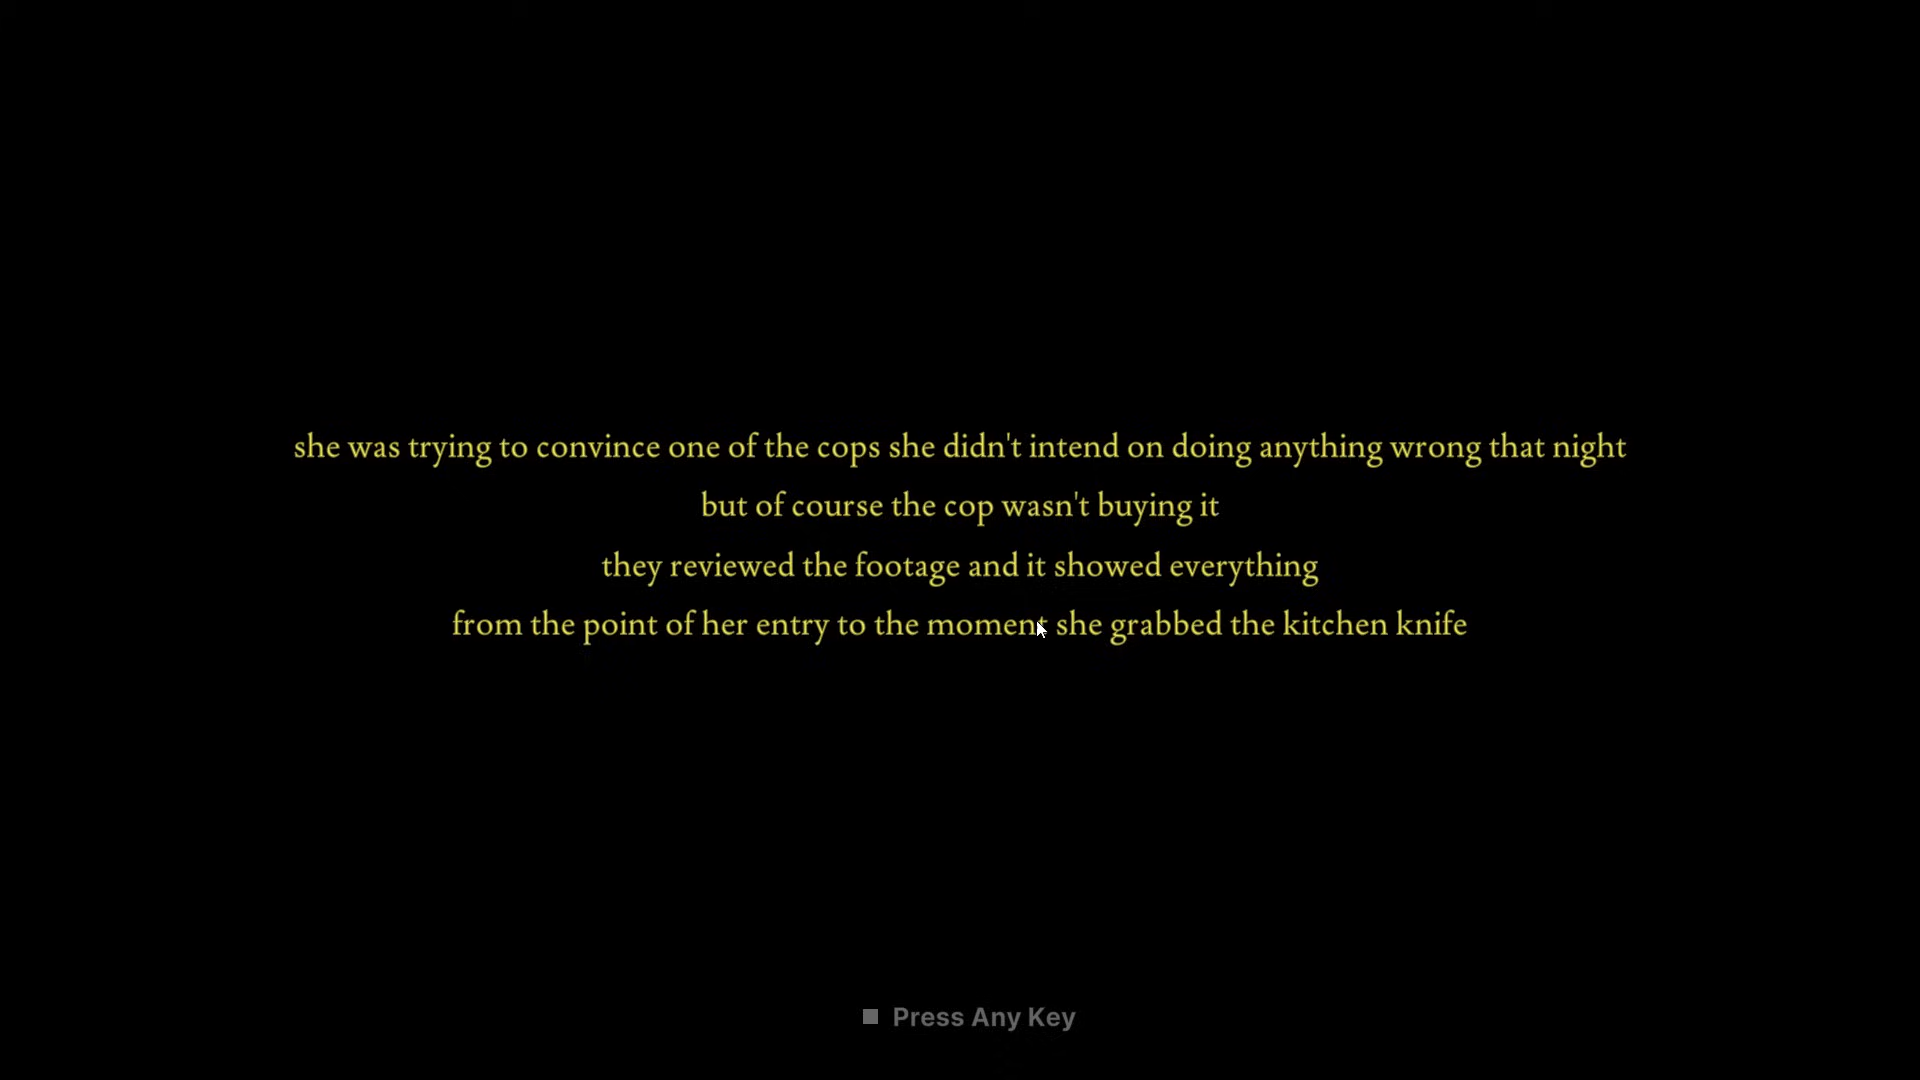 she was trying to convince one of the cops she didn't intend on doing anything wrong that night
but of course the cop wasn't buying it
they reviewed the footage and it showed everything
from the point of her entry to the moment she grabbed the kitchen knife
Press Any Key